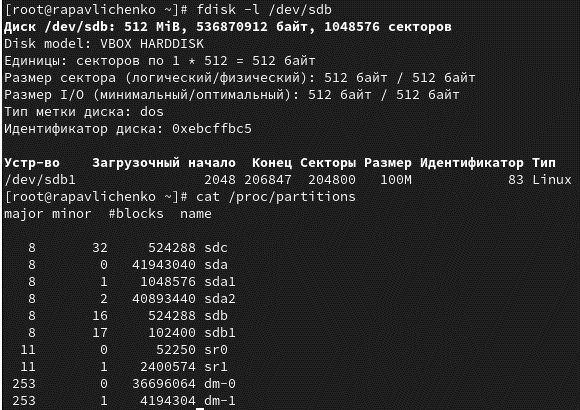 [root@rapavlichenko ~]# fdisk -l /dev/sdb
Диск /dev/sdb: 512 MiB, 536870912 байт, 1048576 секторов
Disk model: VBOX HARDDISK
Единицы: секторов по 1 * 512 = 512 байт
Размер сектора (логический/физический): 512 байт / 512 байт
Размер I/O (минимальный/оптимальный): 512 байт / 512 байт
Тип метки диска: dos
Идентификатор диска: 0xebcffbc5

Устр-во    Загрузочный начало  Конец Секторы Размер Идентификатор Тип
/dev/sdb1                2048 206847  204800   100M            83 Linux
[root@rapavlichenko ~]# cat /proc/partitions
major minor  #blocks  name

   8       32     524288 sdc
   8        0   41943040 sda
   8        1    1048576 sda1
   8        2   40893440 sda2
   8       16     524288 sdb
   8       17     102400 sdb1
  11        0      52250 sr0
  11        1    2400574 sr1
 253        0   36696064 dm-0
 253        1    4194304 dm-1